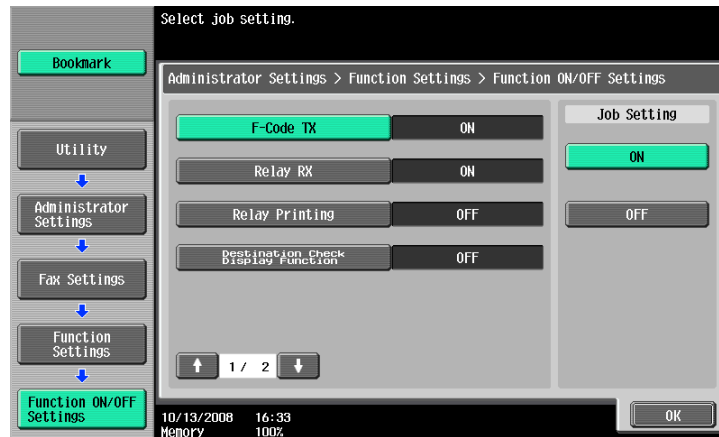 Select job setting.
Bookmark
Administrator Settings > Function Settings > Function ON/OFF Settings
Utility
Administrator
Settings
Fax Settings
Function
Settings
Function ON/OFF
Settings
F-Code TX ON
Relay RX ON
Relay Printing OFF
Destination Check
Display Function OFF
1/ 2
Job Setting
ON
OFF
10/13/2008 16:33
Memory 100%
OK